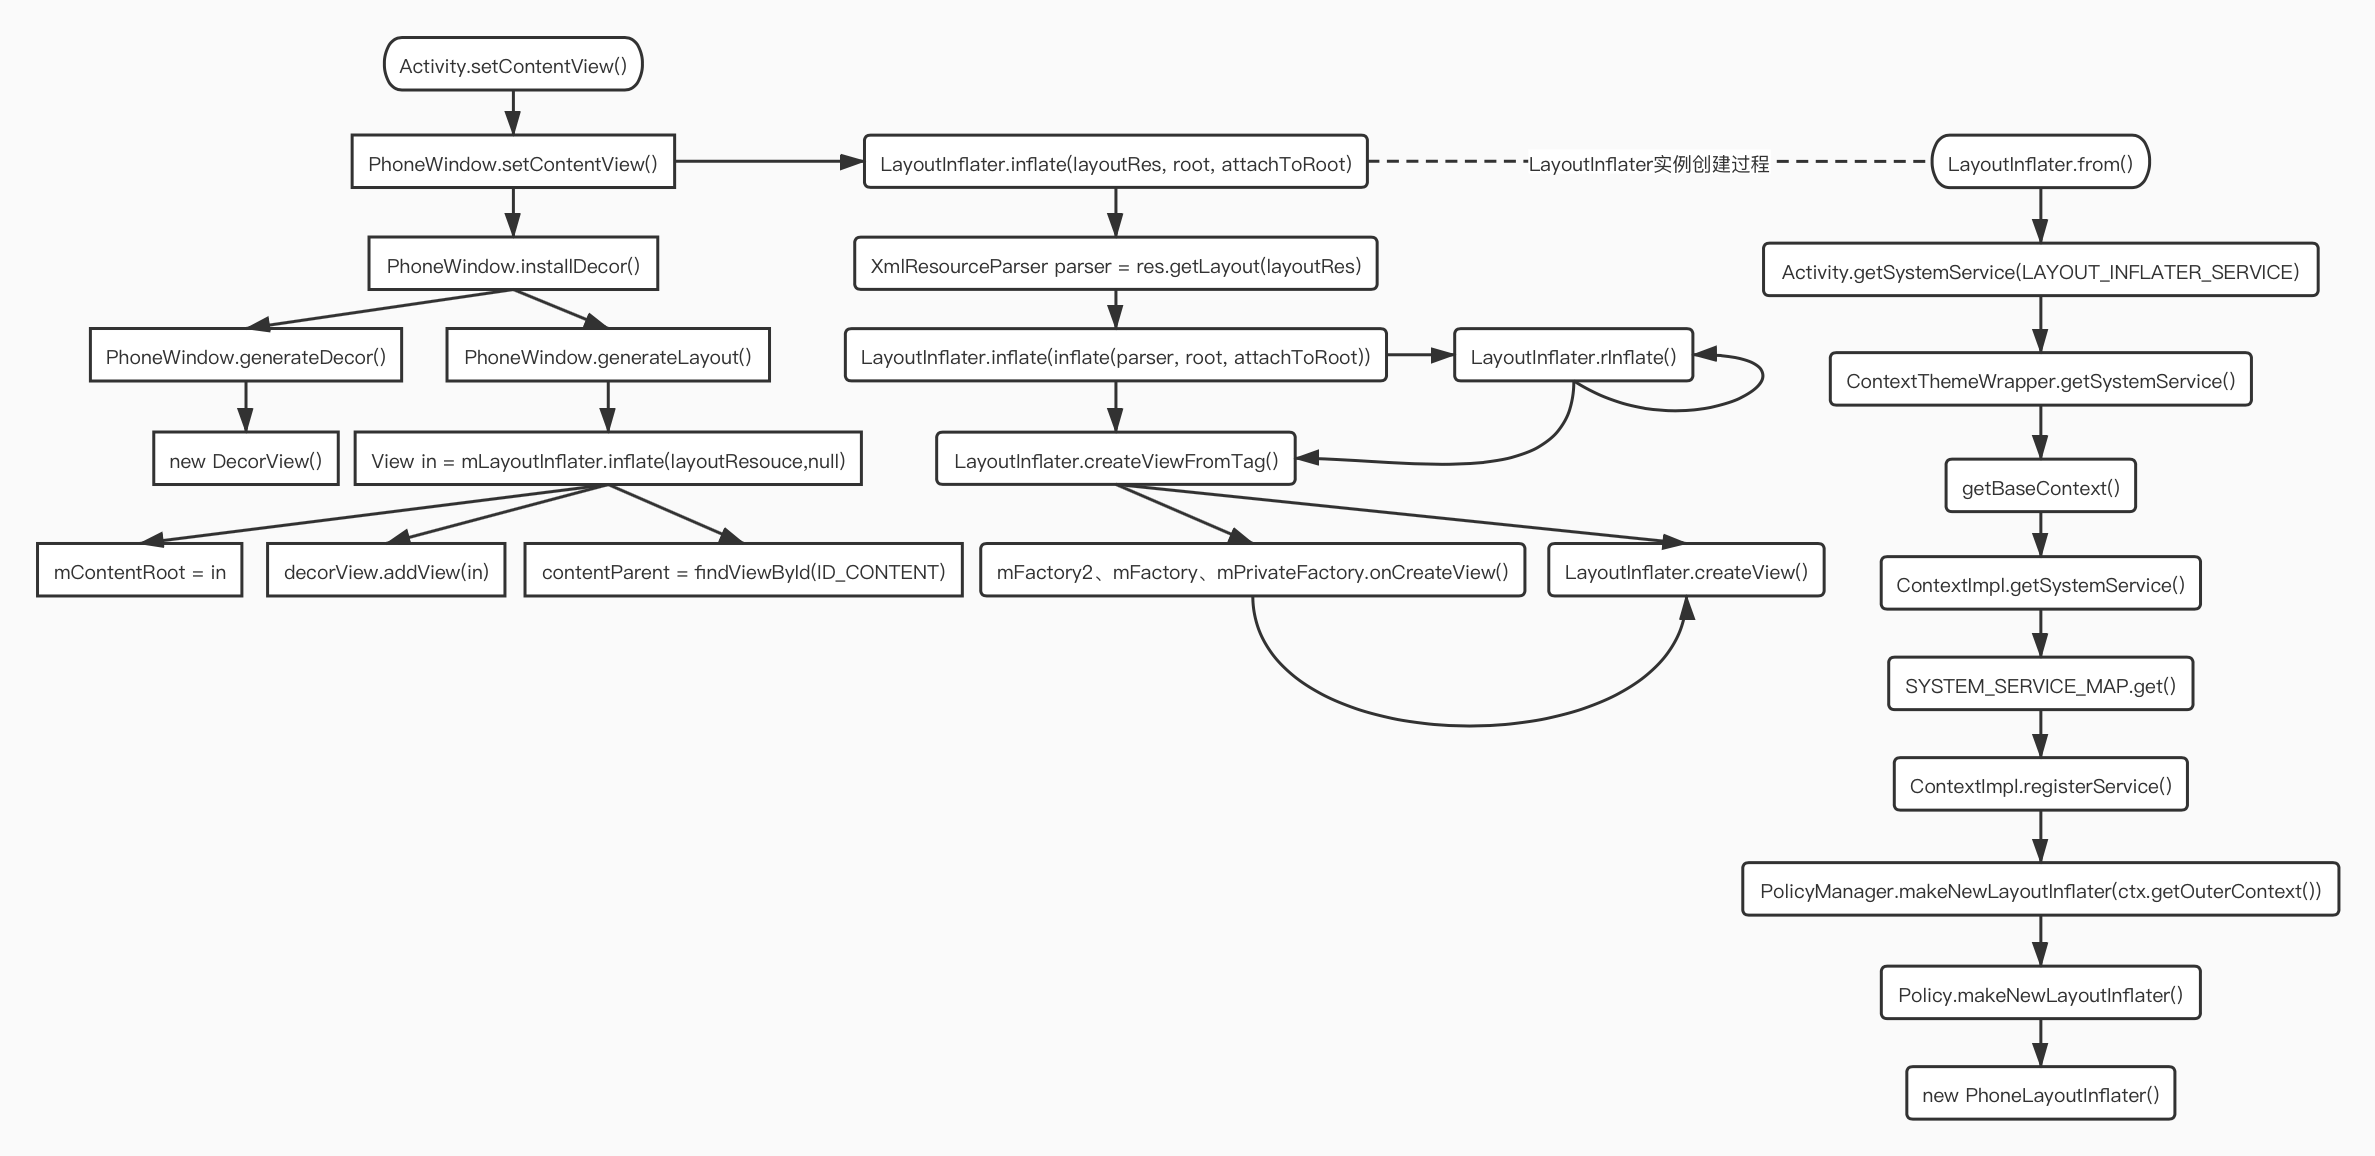 Activity.setContentView()
PhoneWindow.setContentView()
LayoutInflater.inflate(layoutRes, root, attachToRoot)
LayoutInflater实例创建过程
LayoutInflater.from()
PhoneWindow.installDecor()
XmlResourceParser parser = res.getLayout(layoutRes)
Activity.getSystemService(LAYOUT_INFLATER_SERVICE)
PhoneWindow.generateDecor()
PhoneWindow.generateLayout()
LayoutInflater.inflate(inflate(parser, root, attachToRoot))
LayoutInflater.rInflate()
ContextThemeWrapper.getSystemService()
new DecorView()
View in = mLayoutInflater.inflate(layoutResouce,null)
LayoutInflater.createViewFromTag()
getBaseContext()
mContentRoot = in
decorView.addView(in)
contentParent = findViewById(ID_CONTENT)
mFactory2、mFactory、mPrivateFactory.onCreateView()
LayoutInflater.createView()
ContextImpl.getSystemService()
SYSTEM_SERVICE_MAP.get()
ContextImpl.registerService()
PolicyManager.makeNewLayoutInflater(ctx.getOuterContext())
Policy.makeNewLayoutInflater()
new PhoneLayoutInflater()